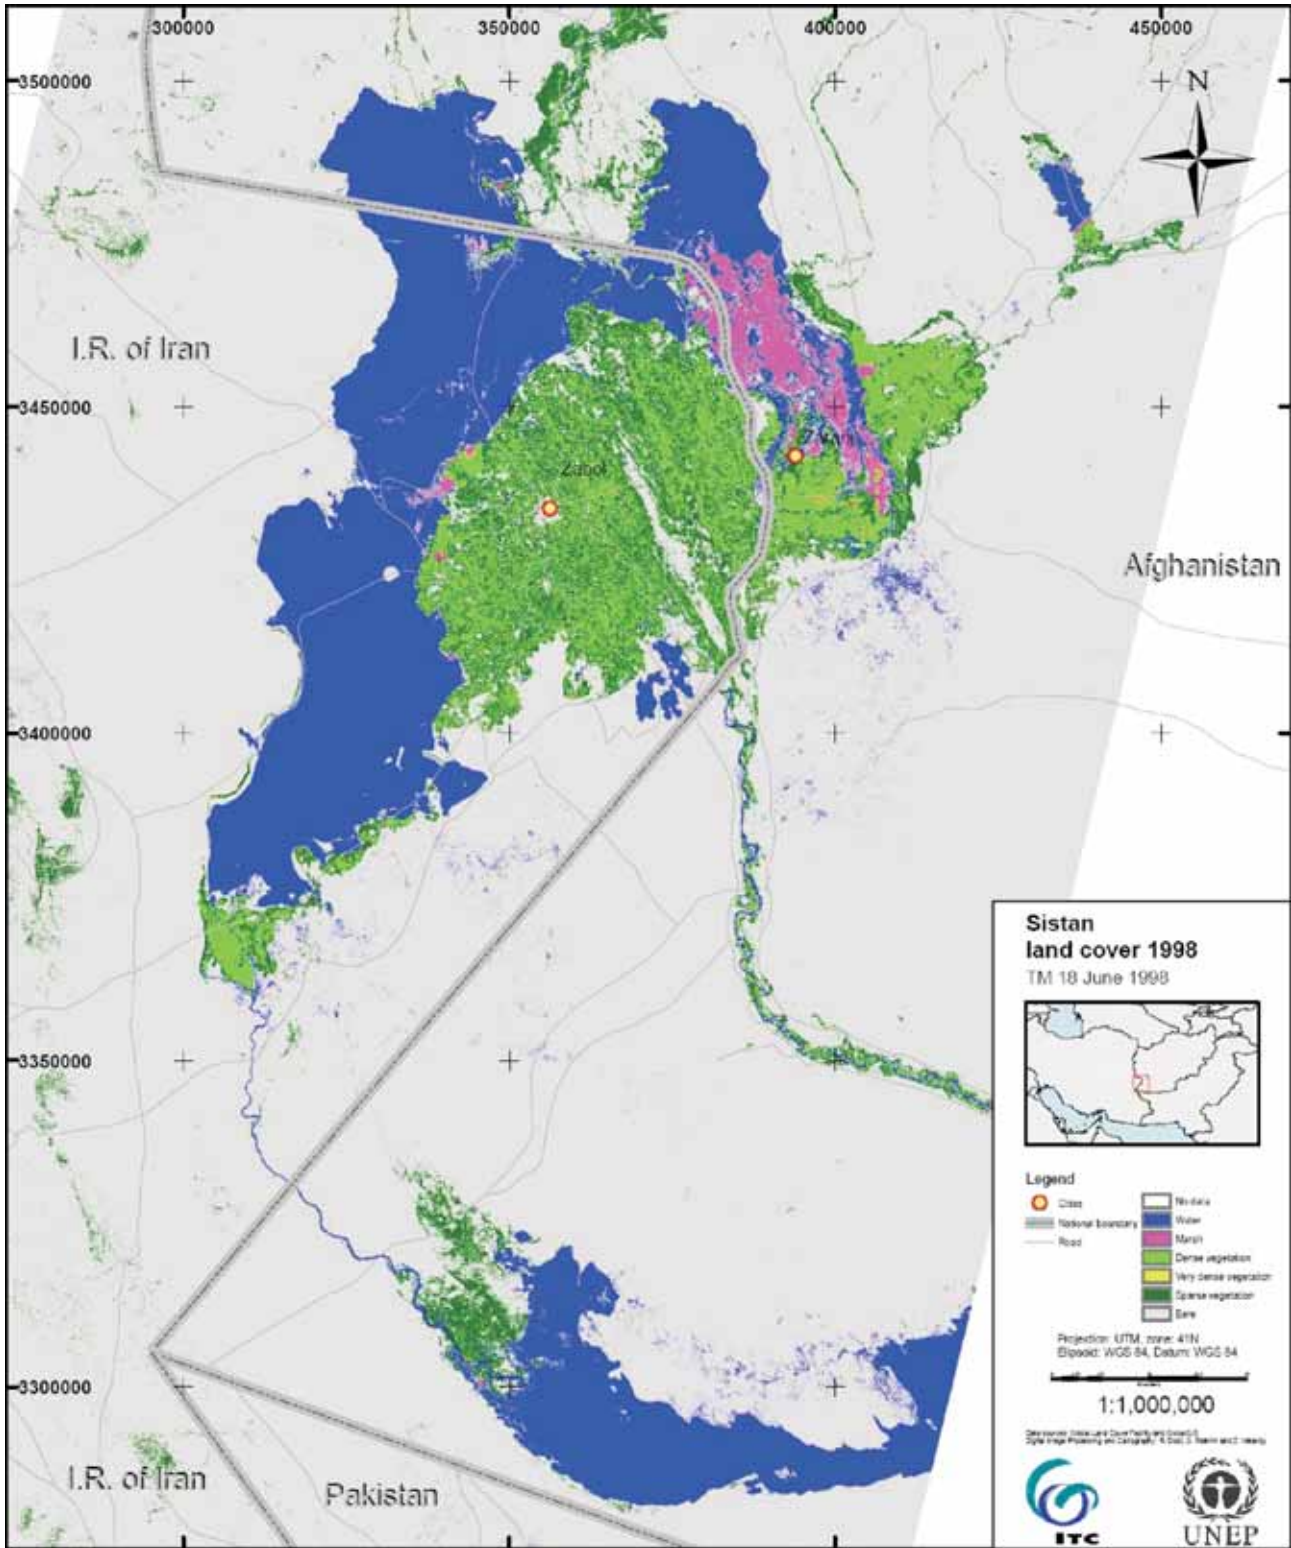 300000 350000 400000 450000
3500000
N
I.R. of Iran
3450000
Zabol
Afghanistan
3400000
Sistan
land cover 1998
TM 18 June 1998
3350000
Legend
Cities
National boundary
Road
No data
Water
Marsh
Dense vegetation
Very dense vegetation
Sparse vegetation
Bare
Projection: UTM, zone: 41N
Elipsoid: WGS 84, Datum: WGS 84
3300000
1:1,000,000
I.R. of Iran
Pakistan
ITC
UNEP